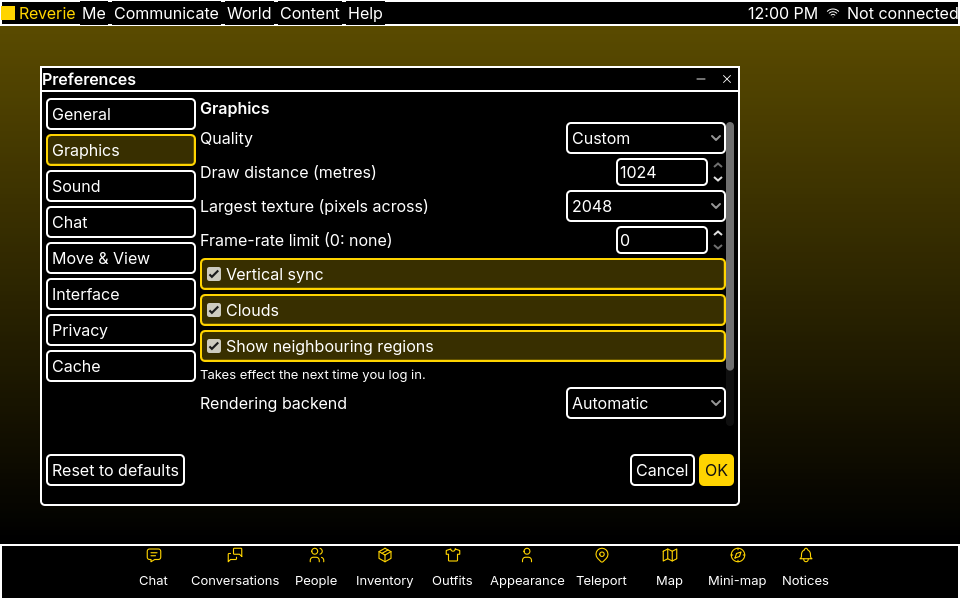 Reverie Me Communicate World Content Help 12:00 PM Not connected
Preferences
General
Graphics
Sound
Chat
Move & View
Interface
Privacy
Cache
Graphics
Quality Custom
Draw distance (metres) 1024
Largest texture (pixels across) 2048
Frame-rate limit (0: none) 0
Vertical sync
Clouds
Show neighbouring regions
Takes effect the next time you log in.
Rendering backend Automatic
Reset to defaults Cancel OK
Chat Conversations People Inventory Outfits Appearance Teleport Map Mini-map Notices